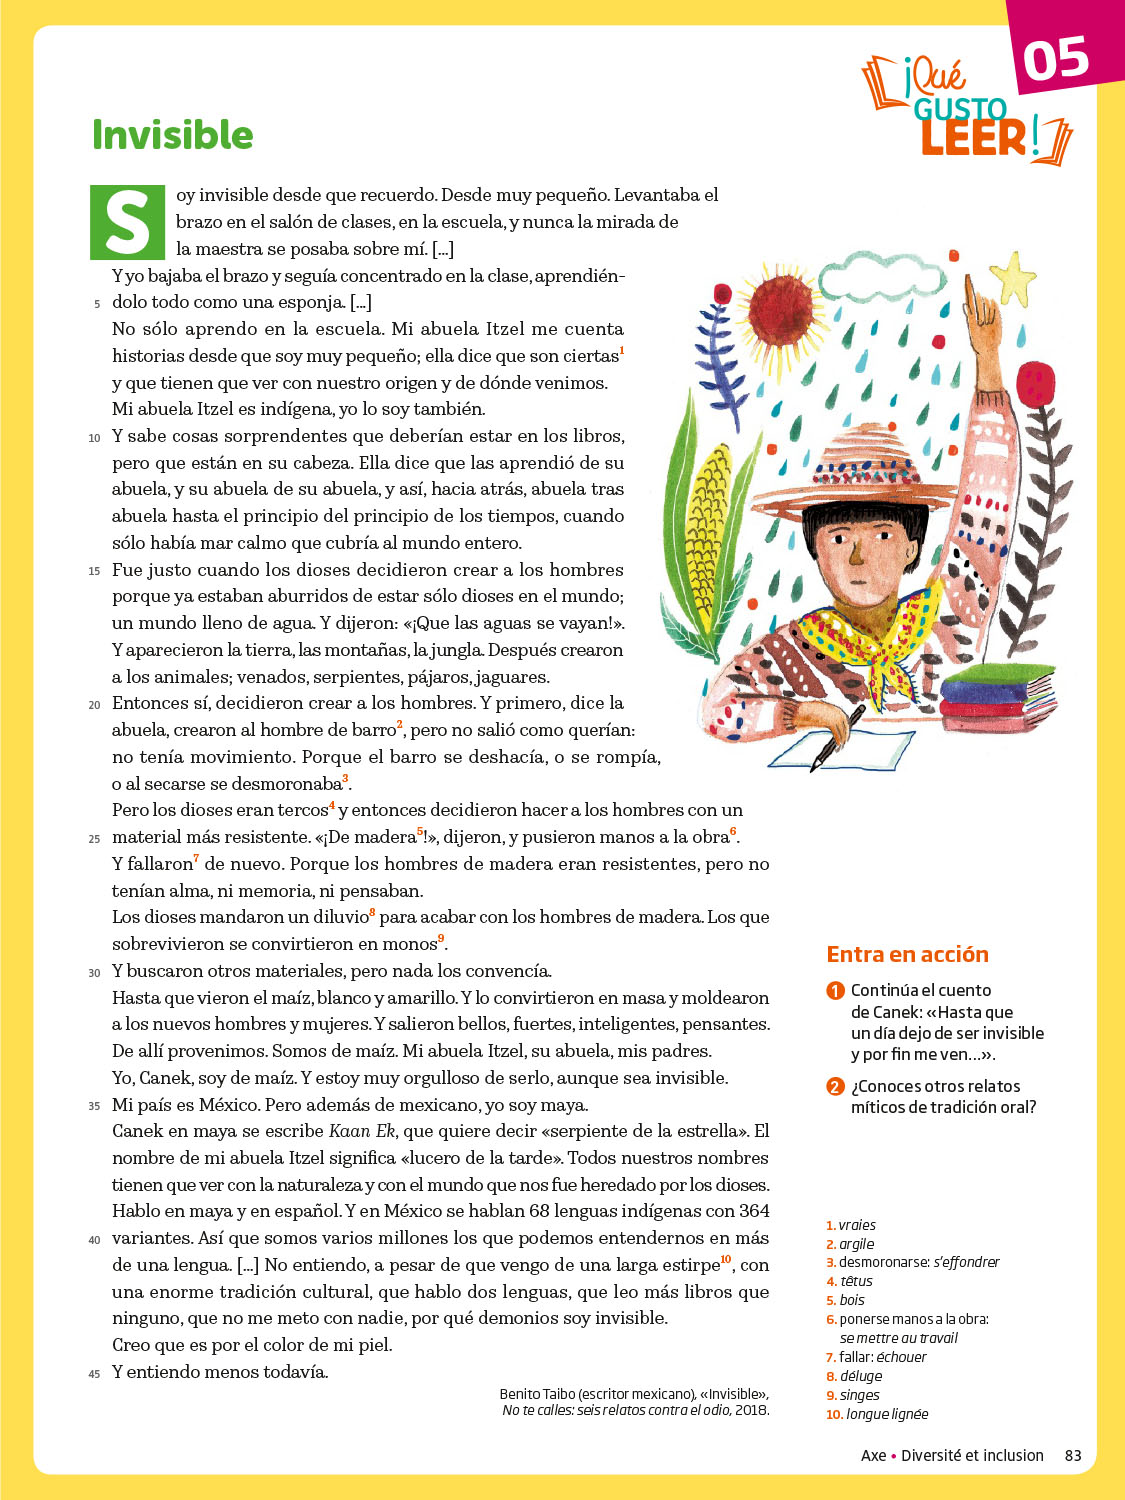 05
¡Qué
GUSTO
LEER!
Invisible
Soy invisible desde que recuerdo. Desde muy pequeño. Levantaba el
brazo en el salón de clases, en la escuela, y nunca la mirada de
la maestra se posaba sobre mí. [...]
Y yo bajaba el brazo y seguía concentrado en la clase, aprendién-
5 dolo todo como una esponja. [...]
No sólo aprendo en la escuela. Mi abuela Itzel me cuenta
historias desde que soy muy pequeño; ella dice que son ciertas1
y que tienen que ver con nuestro origen y de dónde venimos.
Mi abuela Itzel es indígena, yo lo soy también.
10 Y sabe cosas sorprendentes que deberían estar en los libros,
pero que están en su cabeza. Ella dice que las aprendió de su
abuela, y su abuela de su abuela, y así, hacia atrás, abuela tras
abuela hasta el principio del principio de los tiempos, cuando
sólo había mar calmo que cubría al mundo entero.
15 Fue justo cuando los dioses decidieron crear a los hombres
porque ya estaban aburridos de estar sólo dioses en el mundo;
un mundo lleno de agua. Y dijeron: «¡Que las aguas se vayan!».
Y aparecieron la tierra, las montañas, la jungla. Después crearon
a los animales; venados, serpientes, pájaros, jaguares.
20 Entonces sí, decidieron crear a los hombres. Y primero, dice la
abuela, crearon al hombre de barro2, pero no salió como querían:
no tenía movimiento. Porque el barro se deshacía, o se rompía,
o al secarse se desmoronaba3.
Pero los dioses eran tercos4 y entonces decidieron hacer a los hombres con un
25 material más resistente. «¡De madera5!», dijeron, y pusieron manos a la obra6.
Y fallaron7 de nuevo. Porque los hombres de madera eran resistentes, pero no
tenían alma, ni memoria, ni pensaban.
Los dioses mandaron un diluvio8 para acabar con los hombres de madera. Los que
sobrevivieron se convirtieron en monos9.
30 Y buscaron otros materiales, pero nada los convencía.
Hasta que vieron el maíz, blanco y amarillo. Y lo convirtieron en masa y moldearon
a los nuevos hombres y mujeres. Y salieron bellos, fuertes, inteligentes, pensantes.
De allí provenimos. Somos de maíz. Mi abuela Itzel, su abuela, mis padres.
Yo, Canek, soy de maíz. Y estoy muy orgulloso de serlo, aunque sea invisible.
35 Mi país es México. Pero además de mexicano, yo soy maya.
Canek en maya se escribe Kaan Ek, que quiere decir «serpiente de la estrella». El
nombre de mi abuela Itzel significa «lucero de la tarde». Todos nuestros nombres
tienen que ver con la naturaleza y con el mundo que nos fue heredado por los dioses.
Hablo en maya y en español. Y en México se hablan 68 lenguas indígenas con 364
40 variantes. Así que somos varios millones los que podemos entendernos en más
de una lengua. [...] No entiendo, a pesar de que vengo de una larga estirpe10, con
una enorme tradición cultural, que hablo dos lenguas, que leo más libros que
ninguno, que no me meto con nadie, por qué demonios soy invisible.
Creo que es por el color de mi piel.
45 Y entiendo menos todavía.
Benito Taibo (escritor mexicano), «Invisible»,
No te calles: seis relatos contra el odio, 2018.
Entra en acción
1 Continúa el cuento
de Canek: «Hasta que
un día dejo de ser invisible
y por fin me ven...».
2 ¿Conoces otros relatos
míticos de tradición oral?
1. vraies
2. argile
3. desmoronarse: s'effondrer
4. têtus
5. bois
6. ponerse manos a la obra:
se mettre au travail
7. fallar: échouer
8. déluge
9. singes
10. longue lignée
Axe • Diversité et inclusion 83